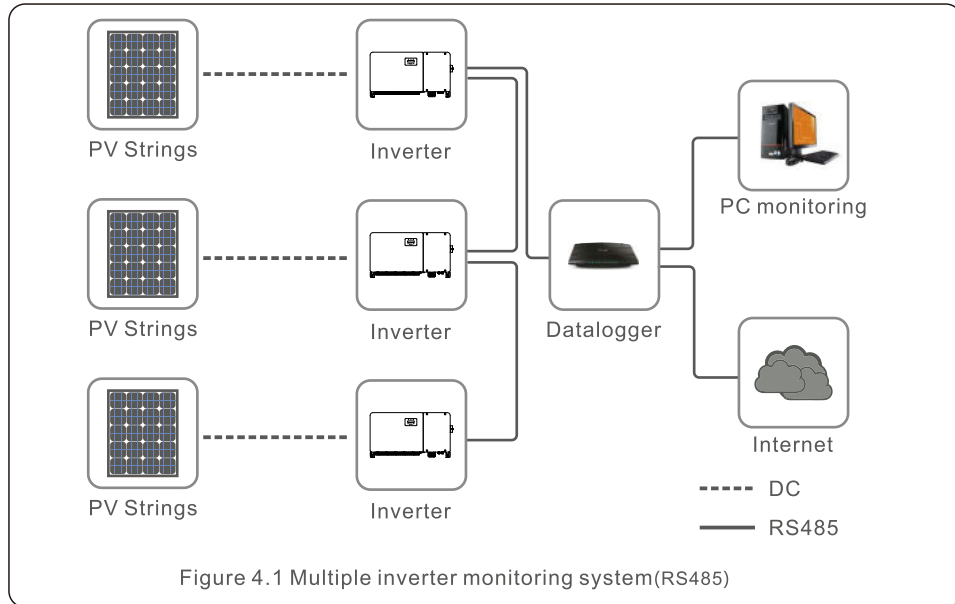 PV Strings
Inverter
PC monitoring
PV Strings
Inverter
Datalogger
Internet
PV Strings
Inverter
DC
RS485
Figure 4.1 Multiple inverter monitoring system(RS485)